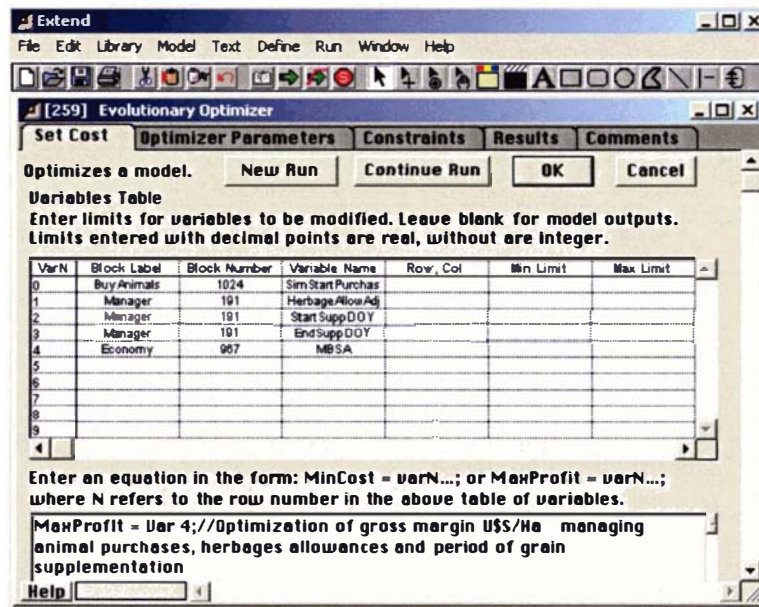 Extend
File Edit Library Model Text Define Run Window Help
[259] Evolutionary Optimizer
Set Cost Optimizer Parameters Constraints Results Comments
Optimizes a model. New Run Continue Run OK Cancel
Variables Table
Enter limits for variables to be modified. Leave blank for model outputs.
Limits entered with decimal points are real, without are integer.
VarN Block Label Block Number Variable Name Row, Col Min Limit Max Limit
0 Buy Animals 1024 Sim Start Purchas
1 Manager 191 Herbage Allow Adj
2 Manager 191 Start Supp DOY
3 Manager 191 End Supp DOY
4 Economy 967 MBSA
5
6
7
8
9
Enter an equation in the form: MinCost = varN...; or MaxProfit = varN...;
where N refers to the row number in the above table of variables.
MaxProfit = Var 4;//Optimization of gross margin U$S/Ha managing
animal purchases, herbages allowances and period of grain
supplementation
Help